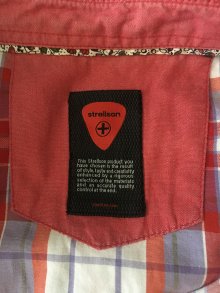 strellson
This Strellson product you
have chosen is the result
of style, taste and carefully
enhanced by a rigorous
selection of the materials
and an accurate quality
control at the end.